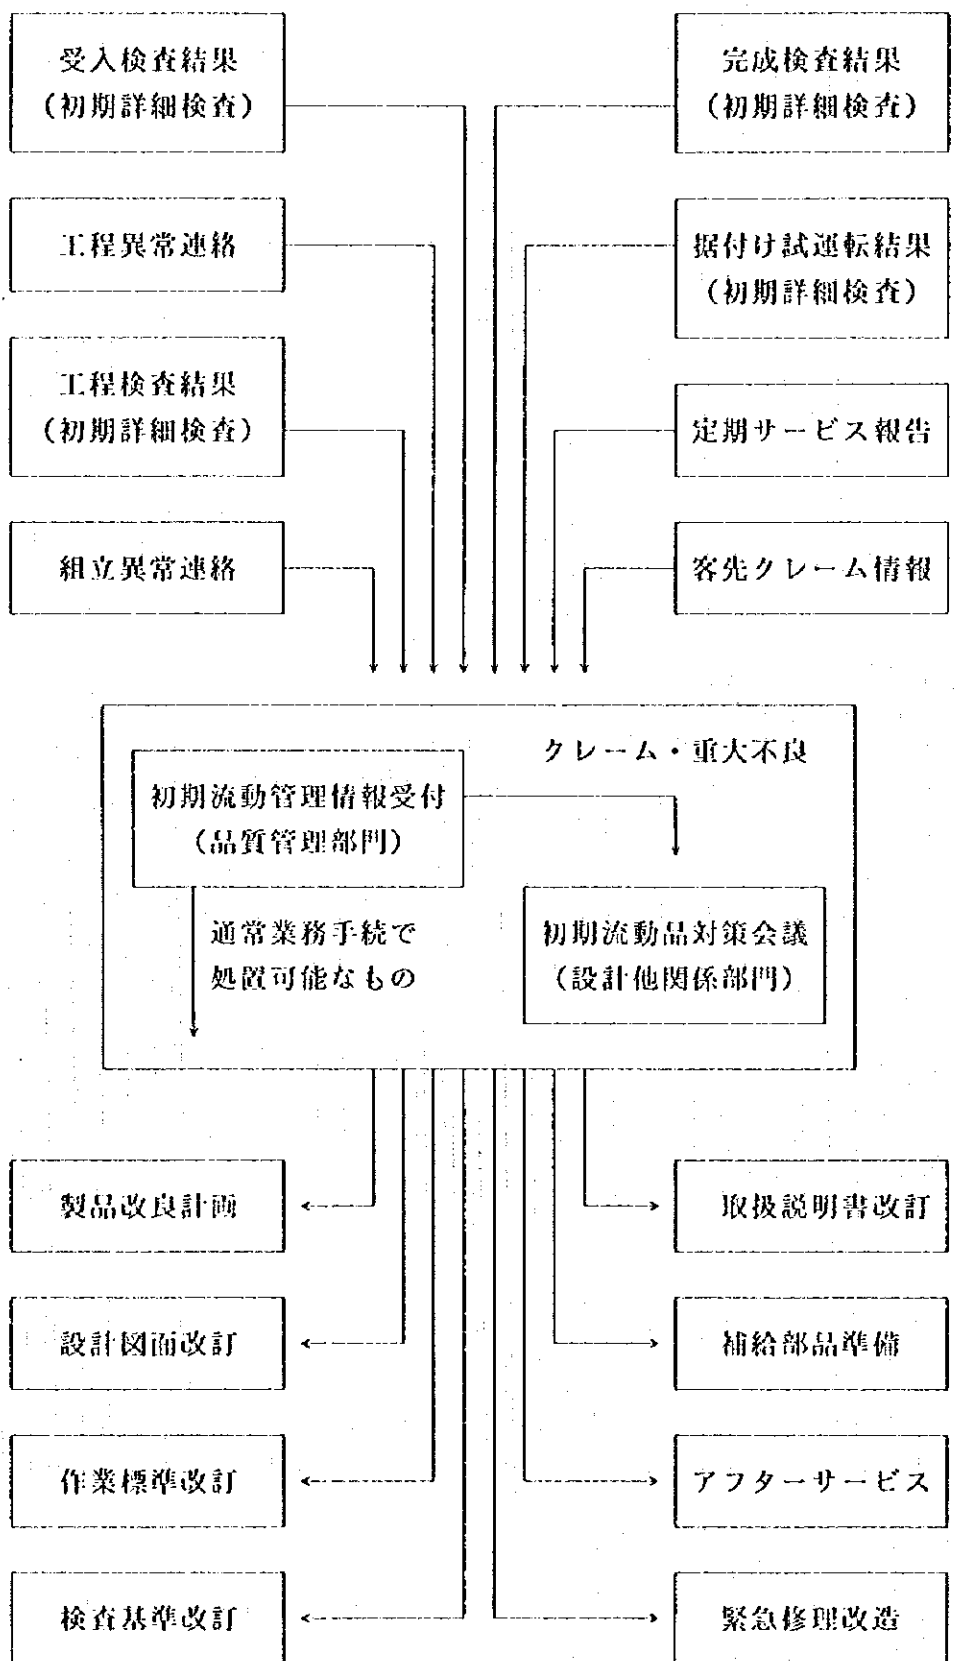 受入検査結果
（初期詳細検査）
完成検査結果
（初期詳細検査）
工程異常連絡
据付け試運転結果
（初期詳細検査）
工程検査結果
（初期詳細検査）
定期サービス報告
組立異常連絡
客先クレーム情報
クレーム・重大不良
初期流動管理情報受付
（品質管理部門）
通常業務手続で
処置可能なもの
初期流動品対策会議
（設計他関係部門）
製品改良計画
取扱説明書改訂
設計図面改訂
補給部品準備
作業標準改訂
アフターサービス
検査基準改訂
緊急修理改造